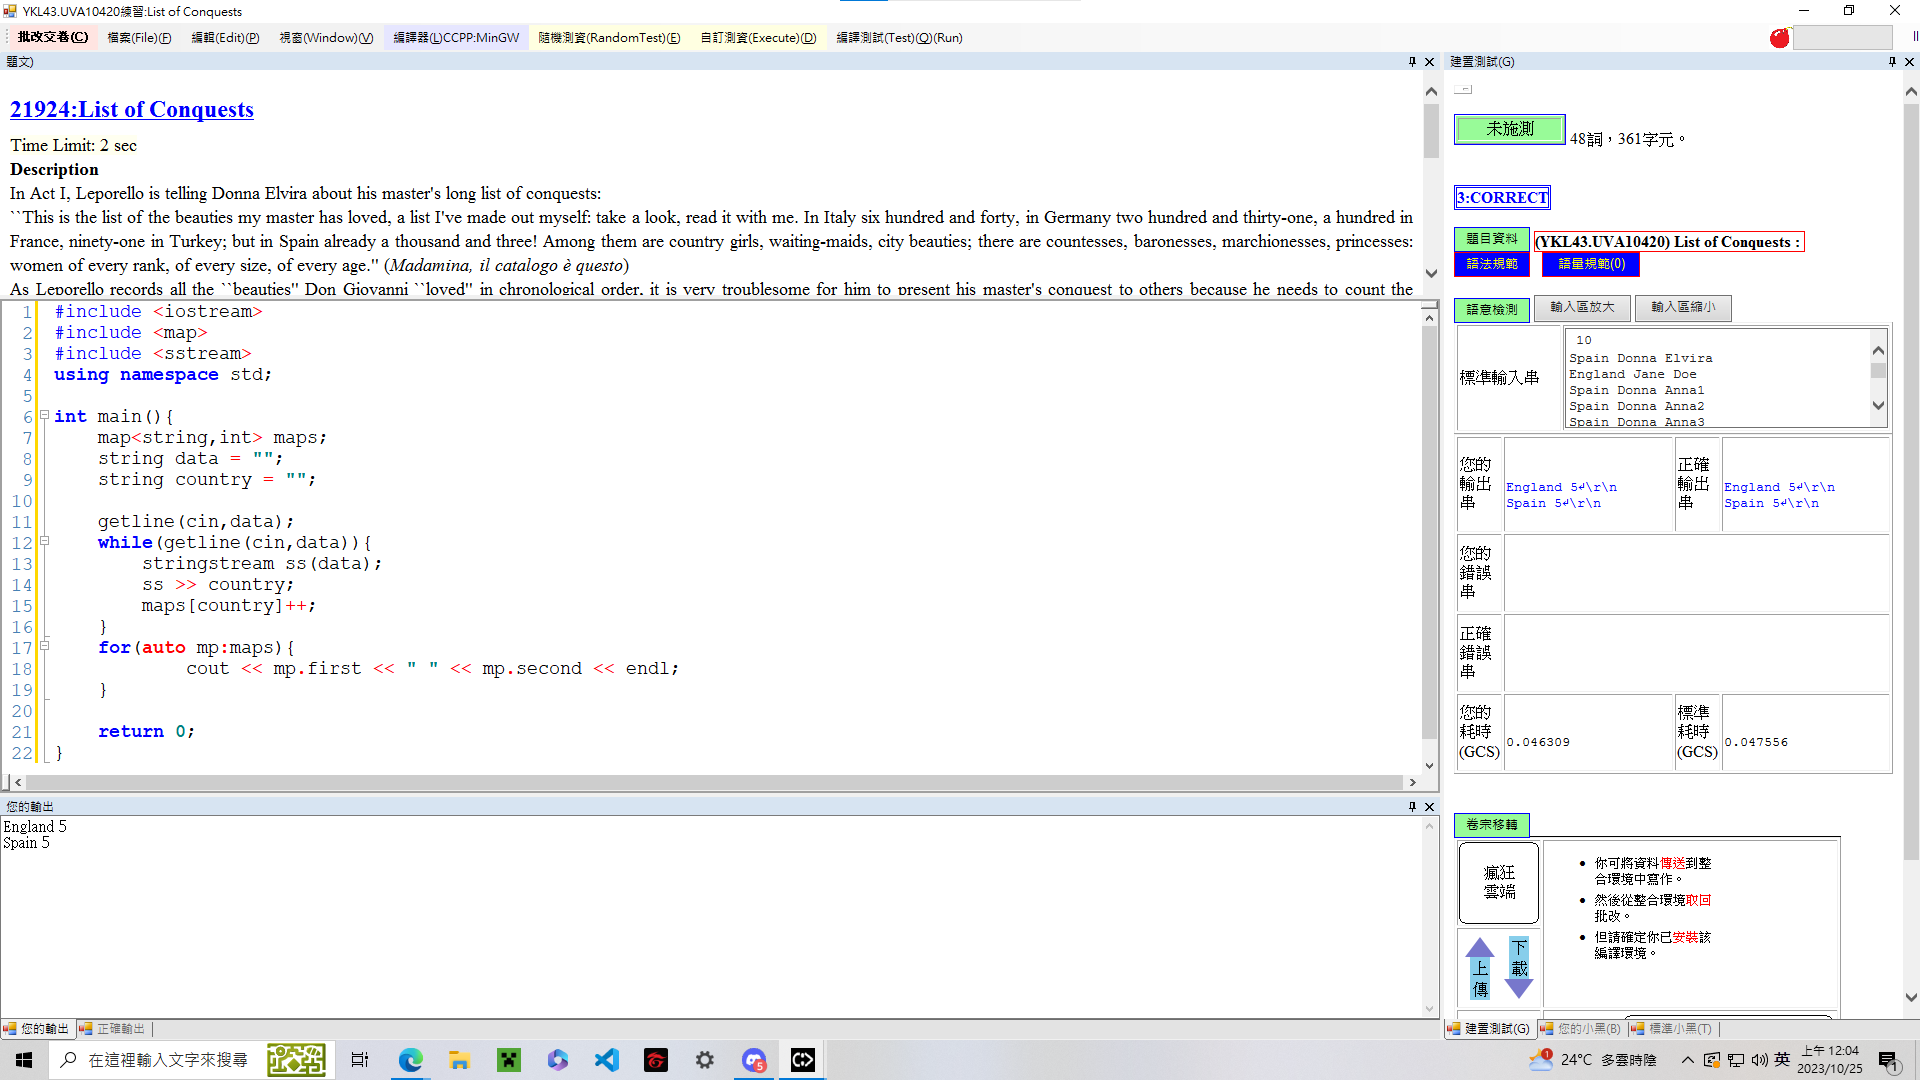 YKL43.UVA10420練習:List of Conquests
批改交卷(C) 檔案(File)(F) 編輯(Edit)(P) 視窗(Window)(V) 編譯器(L)CCPP:MinGW 隨機測資(RandomTest)(E) 自訂測資(Execute)(D) 編譯測試(Test)(Q)(Run)
題文)
21924:List of Conquests
Time Limit: 2 sec
Description
In Act I, Leporello is telling Donna Elvira about his master's long list of conquests:
``This is the list of the beauties my master has loved, a list I've made out myself: take a look, read it with me. In Italy six hundred and forty, in Germany two hundred and thirty-one, a hundred in
France, ninety-one in Turkey; but in Spain already a thousand and three! Among them are country girls, waiting-maids, city beauties; there are countesses, baronesses, marchionesses, princesses:
women of every rank, of every size, of every age.'' (Madamina, il catalogo è questo)
As Leporello records all the ``beauties'' Don Giovanni ``loved'' in chronological order, it is very troublesome for him to present his master's conquest to others because he needs to count the
1 #include <iostream>
2 #include <map>
3 #include <sstream>
4 using namespace std;
5
6 int main(){
7 map<string,int> maps;
8 string data = "";
9 string country = "";
10
11 getline(cin,data);
12 while(getline(cin,data)){
13 stringstream ss(data);
14 ss >> country;
15 maps[country]++;
16 }
17 for(auto mp:maps){
18 cout << mp.first << " " << mp.second << endl;
19 }
20
21 return 0;
22 }
您的輸出
England 5
Spain 5
您的輸出 正確輸出
建置測試(G)
未施測 48詞，361字元。
3:CORRECT
題目資料 (YKL43.UVA10420) List of Conquests :
語法規範 語量規範(0)
語意檢測 輸入區放大 輸入區縮小
標準輸入串
10
Spain Donna Elvira
England Jane Doe
Spain Donna Anna1
Spain Donna Anna2
Spain Donna Anna3
您的輸出串
England 5↲\r\n
Spain 5↲\r\n
正確輸出串
England 5↲\r\n
Spain 5↲\r\n
您的錯誤串
正確錯誤串
您的耗時(GCS) 0.046309 標準耗時(GCS) 0.047556
卷宗移轉
瘋狂
雲端
你可將資料傳送到整
合環境中寫作。
然後從整合環境取回
批改。
但請確定你已安裝該
編譯環境。
上傳 下載
建置測試(G) 您的小黑(B) 標準小黑(T)
在這裡輸入文字來搜尋
5
1 24°C 多雲時陰
英
上午 12:04
2023/10/25
1